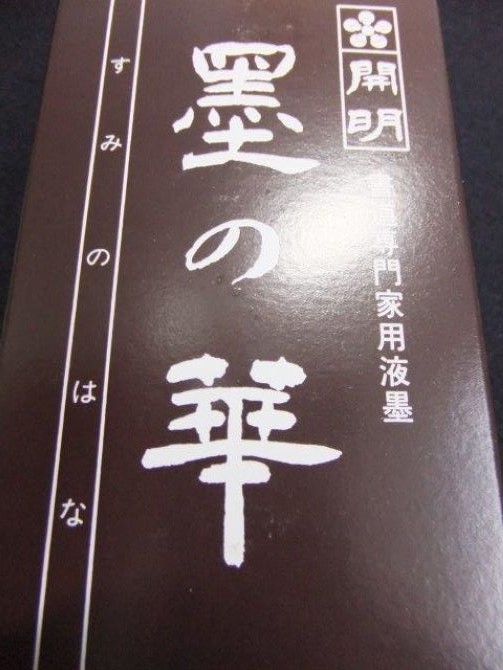 開明
書道専門家用液墨
墨の華
すみのはな